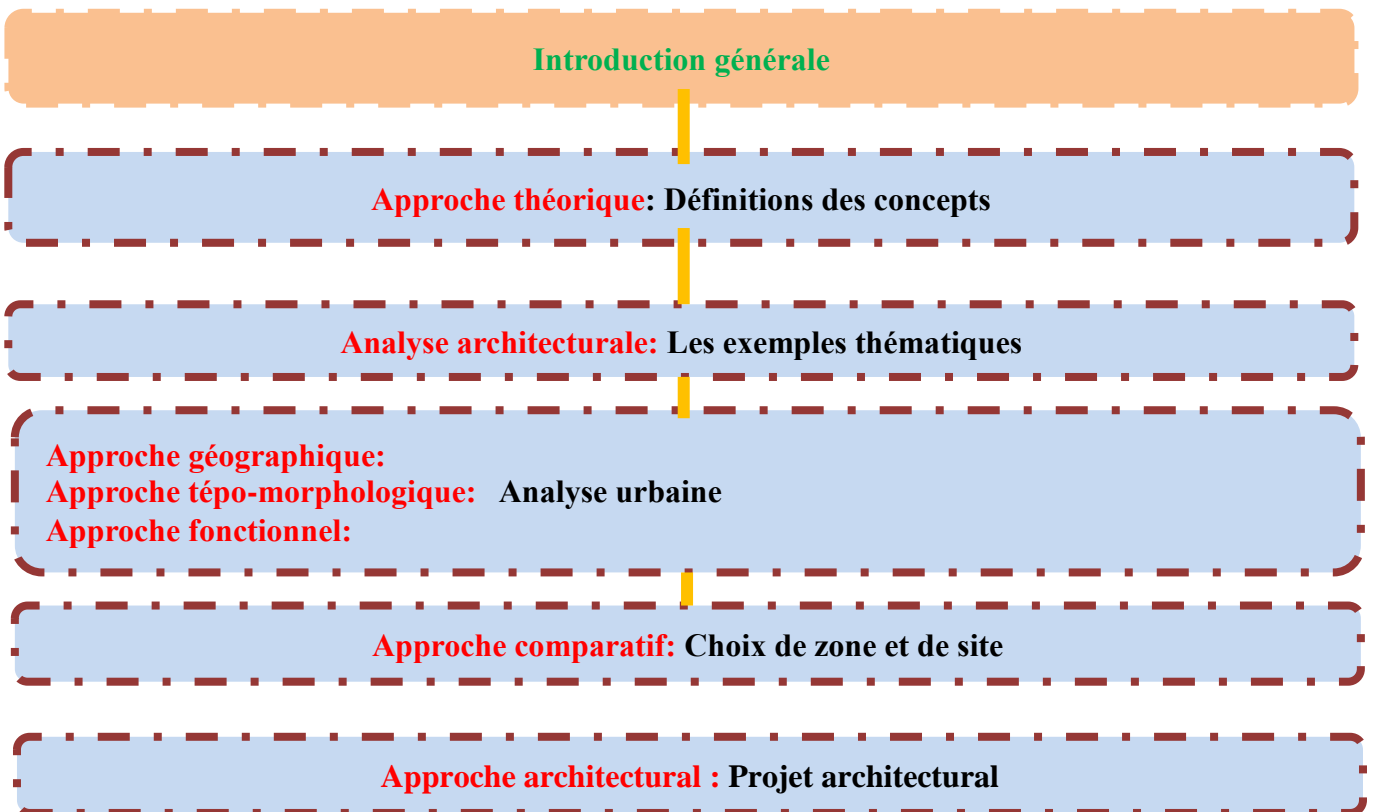 Introduction générale
Approche théorique: Définitions des concepts
Analyse architecturale: Les exemples thématiques
Approche géographique:
Approche tépo-morphologique: Analyse urbaine
Approche fonctionnel:
Approche comparatif: Choix de zone et de site
Approche architectural : Projet architectural